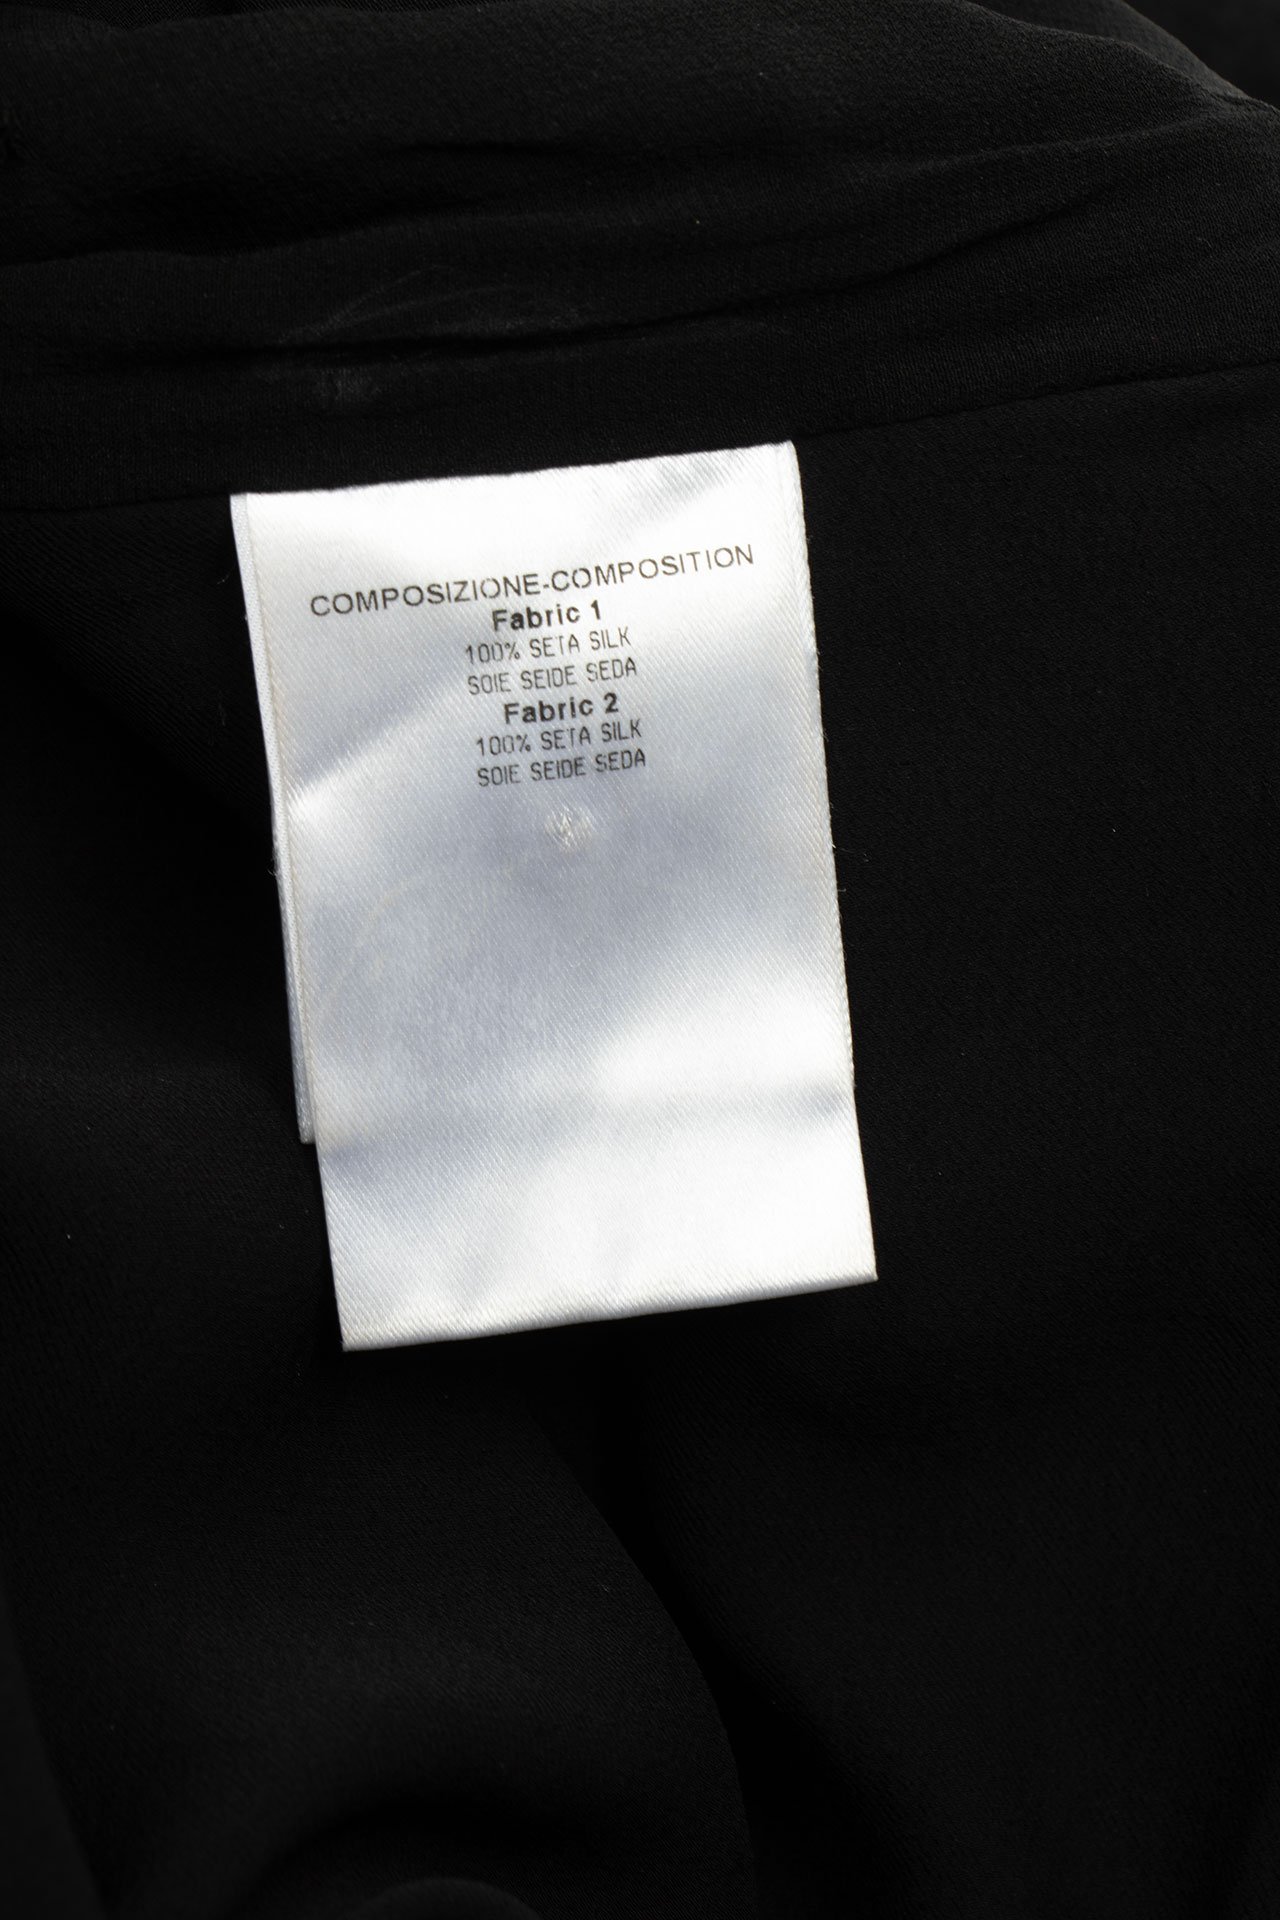 COMPOSIZIONE-COMPOSITION
Fabric 1
100% SETA SILK
SOIE SEIDE SEDA
Fabric 2
100% SETA SILK
SOIE SEIDE SEDA